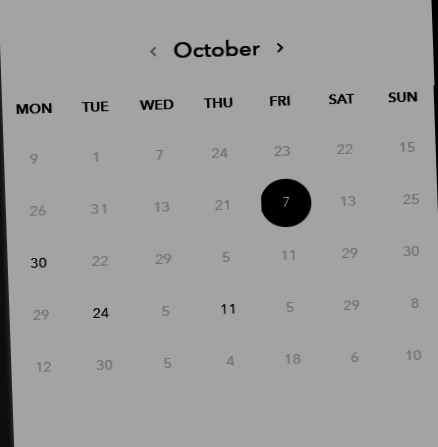 ‹ October ›
MON TUE WED THU FRI SAT SUN
9 1 7 24 23 22 15
26 31 13 21 7 13 25
30 22 29 5 11 29 30
29 24 5 11 5 29 8
12 30 5 4 18 6 10